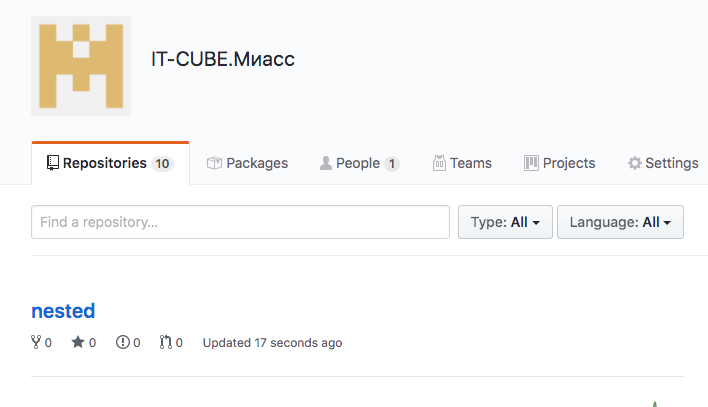 IT-CUBE.Миасс
Repositories 10 Packages People 1 Teams Projects Settings
Find a repository... Type: All Language: All
nested
0 0 0 0 Updated 17 seconds ago